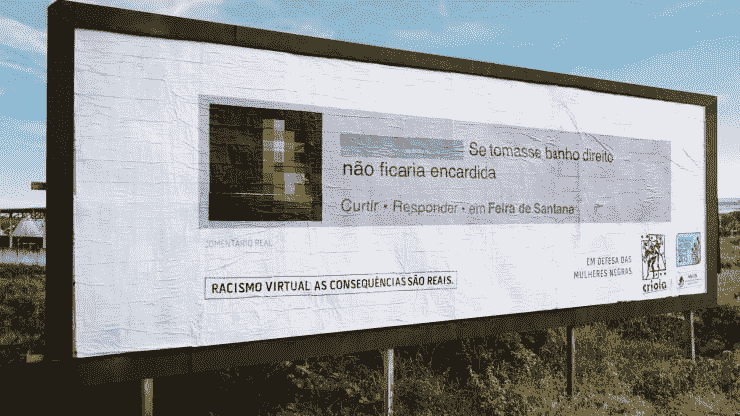 Se tomasse banho direito
não ficaria encardida
Curtir • Responder • em Feira de Santana
COMENTÁRIO REAL
RACISMO VIRTUAL AS CONSEQUÊNCIAS SÃO REAIS.
EM DEFESA DAS
MULHERES NEGRAS
criola